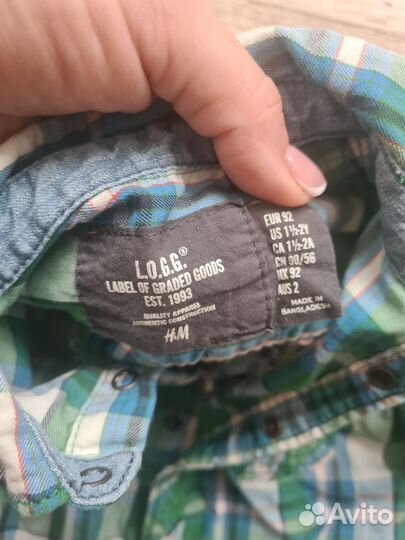 L.O.G.G.®
LABEL OF GRADED GOODS
EST. 1993
QUALITY APPAREL
AUTHENTIC CONSTRUCTION
H&M
EUR 92
US 1½-2Y
CA 1½-2A
CN 90/56
MX 92
AUS 2
MADE IN
BANGLADESH
Avito